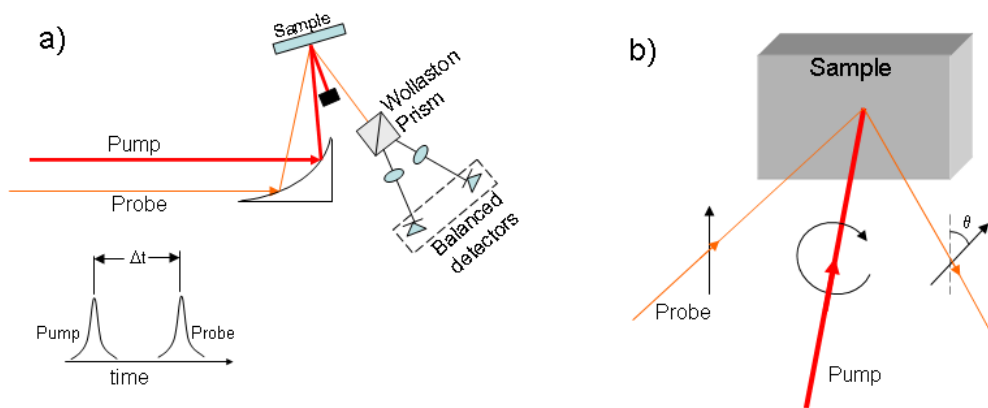 a)
Sample
Wollaston
Prism
Pump
Probe
Balanced
detectors
Δt
Pump
Probe
time
b)
Sample
θ
Probe
Pump